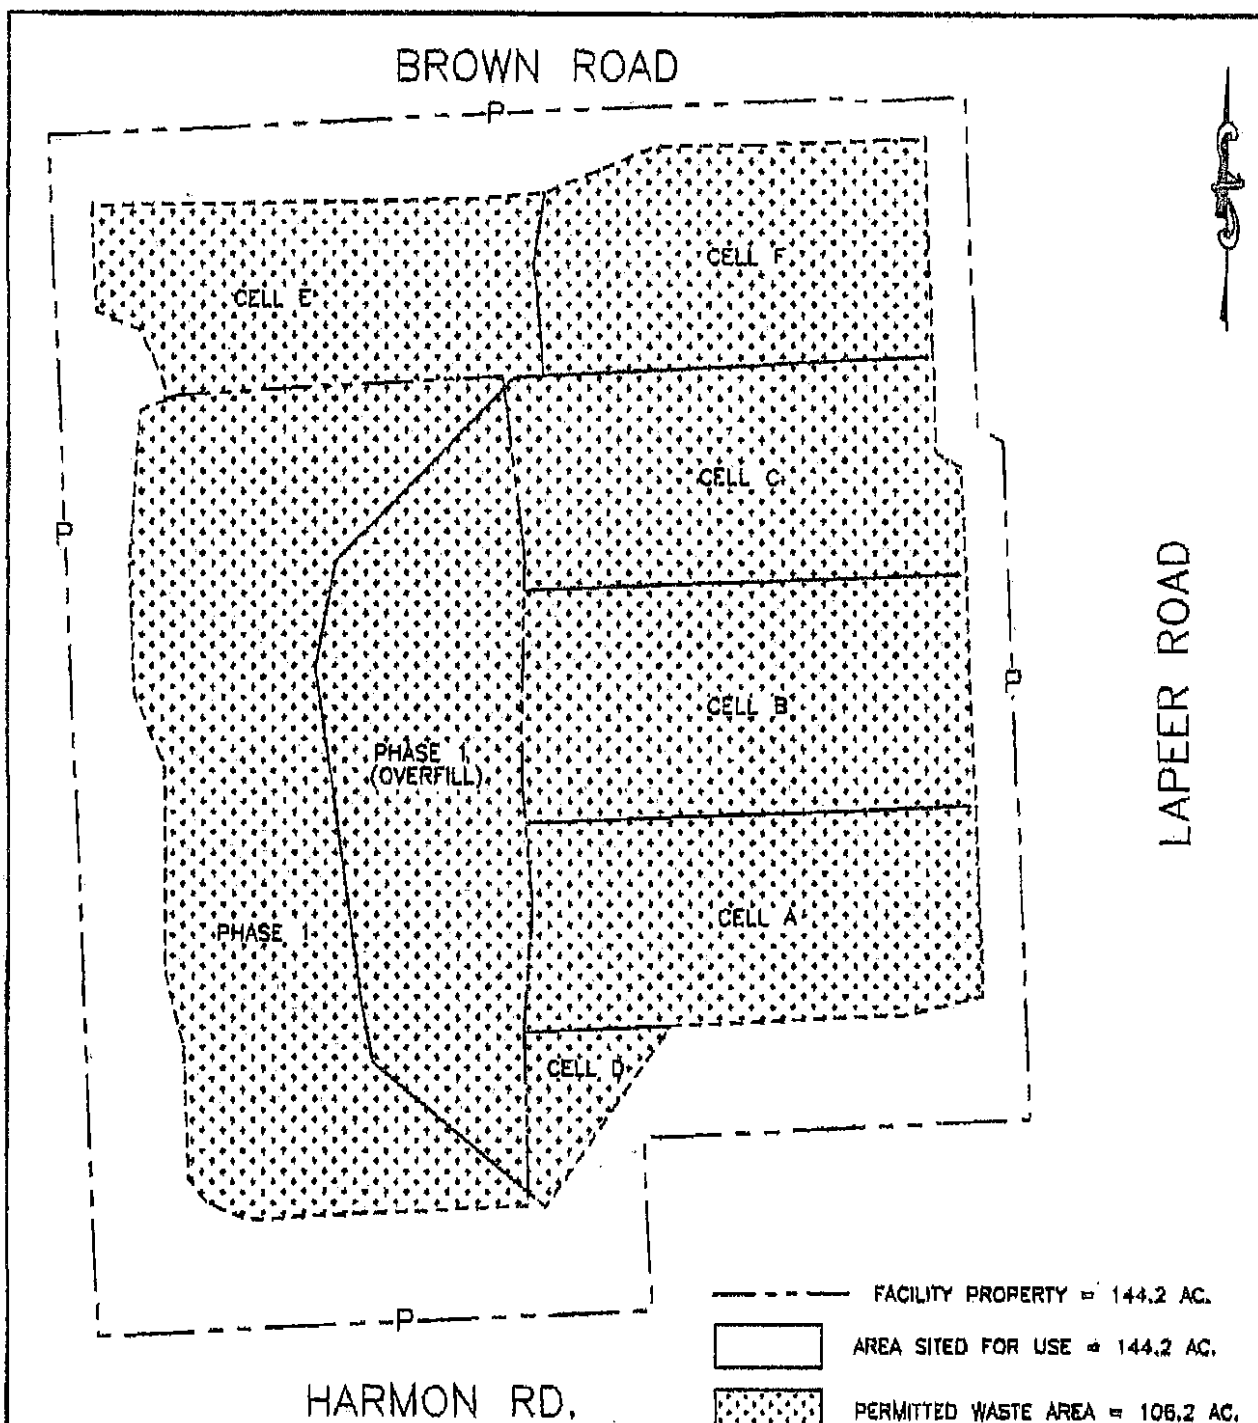 BROWN ROAD
P
CELL F
CELL E
CELL C
P
LAPEER ROAD
P
CELL B
PHASE 1
(OVERFILL)
CELL A
PHASE 1
CELL D
P
FACILITY PROPERTY = 144.2 AC.
AREA SITED FOR USE = 144.2 AC.
HARMON RD.
PERMITTED WASTE AREA = 106.2 AC.